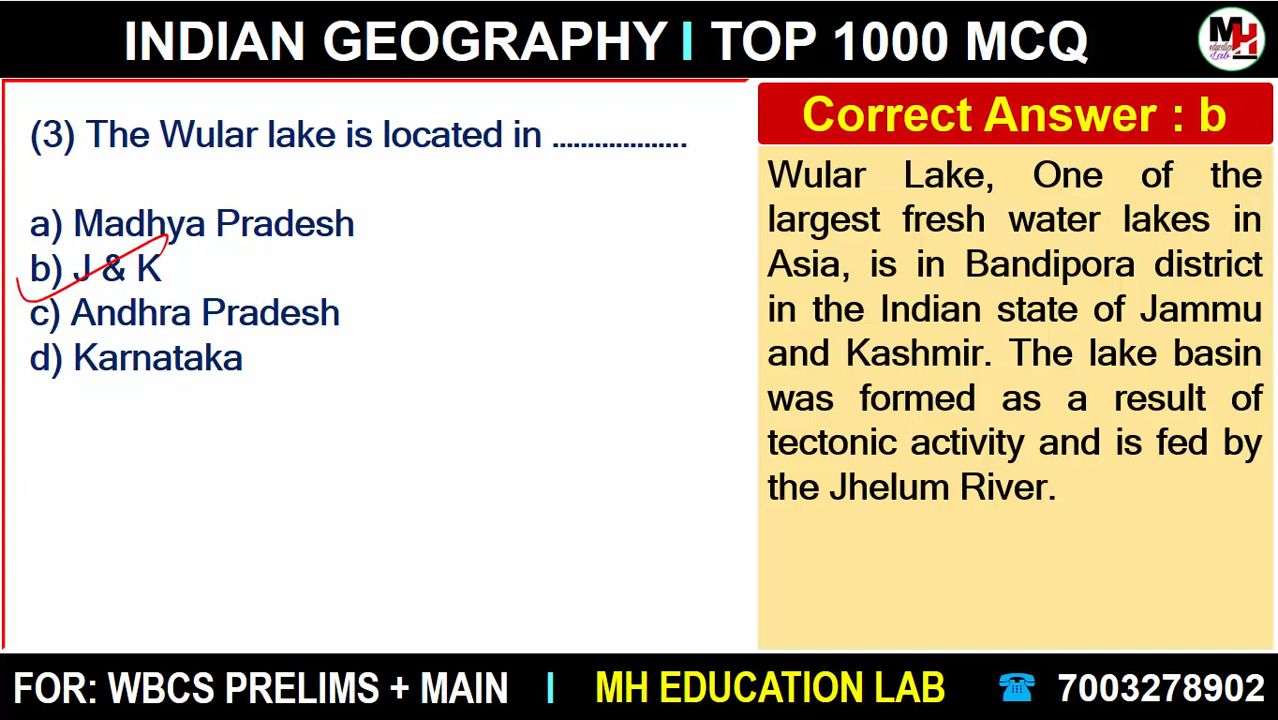 INDIAN GEOGRAPHY I TOP 1000 MCQ
MH
education
Lab
(3) The Wular lake is located in ...................
a) Madhya Pradesh
b) J & K
c) Andhra Pradesh
d) Karnataka
Correct Answer : b
Wular Lake, One of the
largest fresh water lakes in
Asia, is in Bandipora district
in the Indian state of Jammu
and Kashmir. The lake basin
was formed as a result of
tectonic activity and is fed by
the Jhelum River.
FOR: WBCS PRELIMS + MAIN I MH EDUCATION LAB ☎ 7003278902